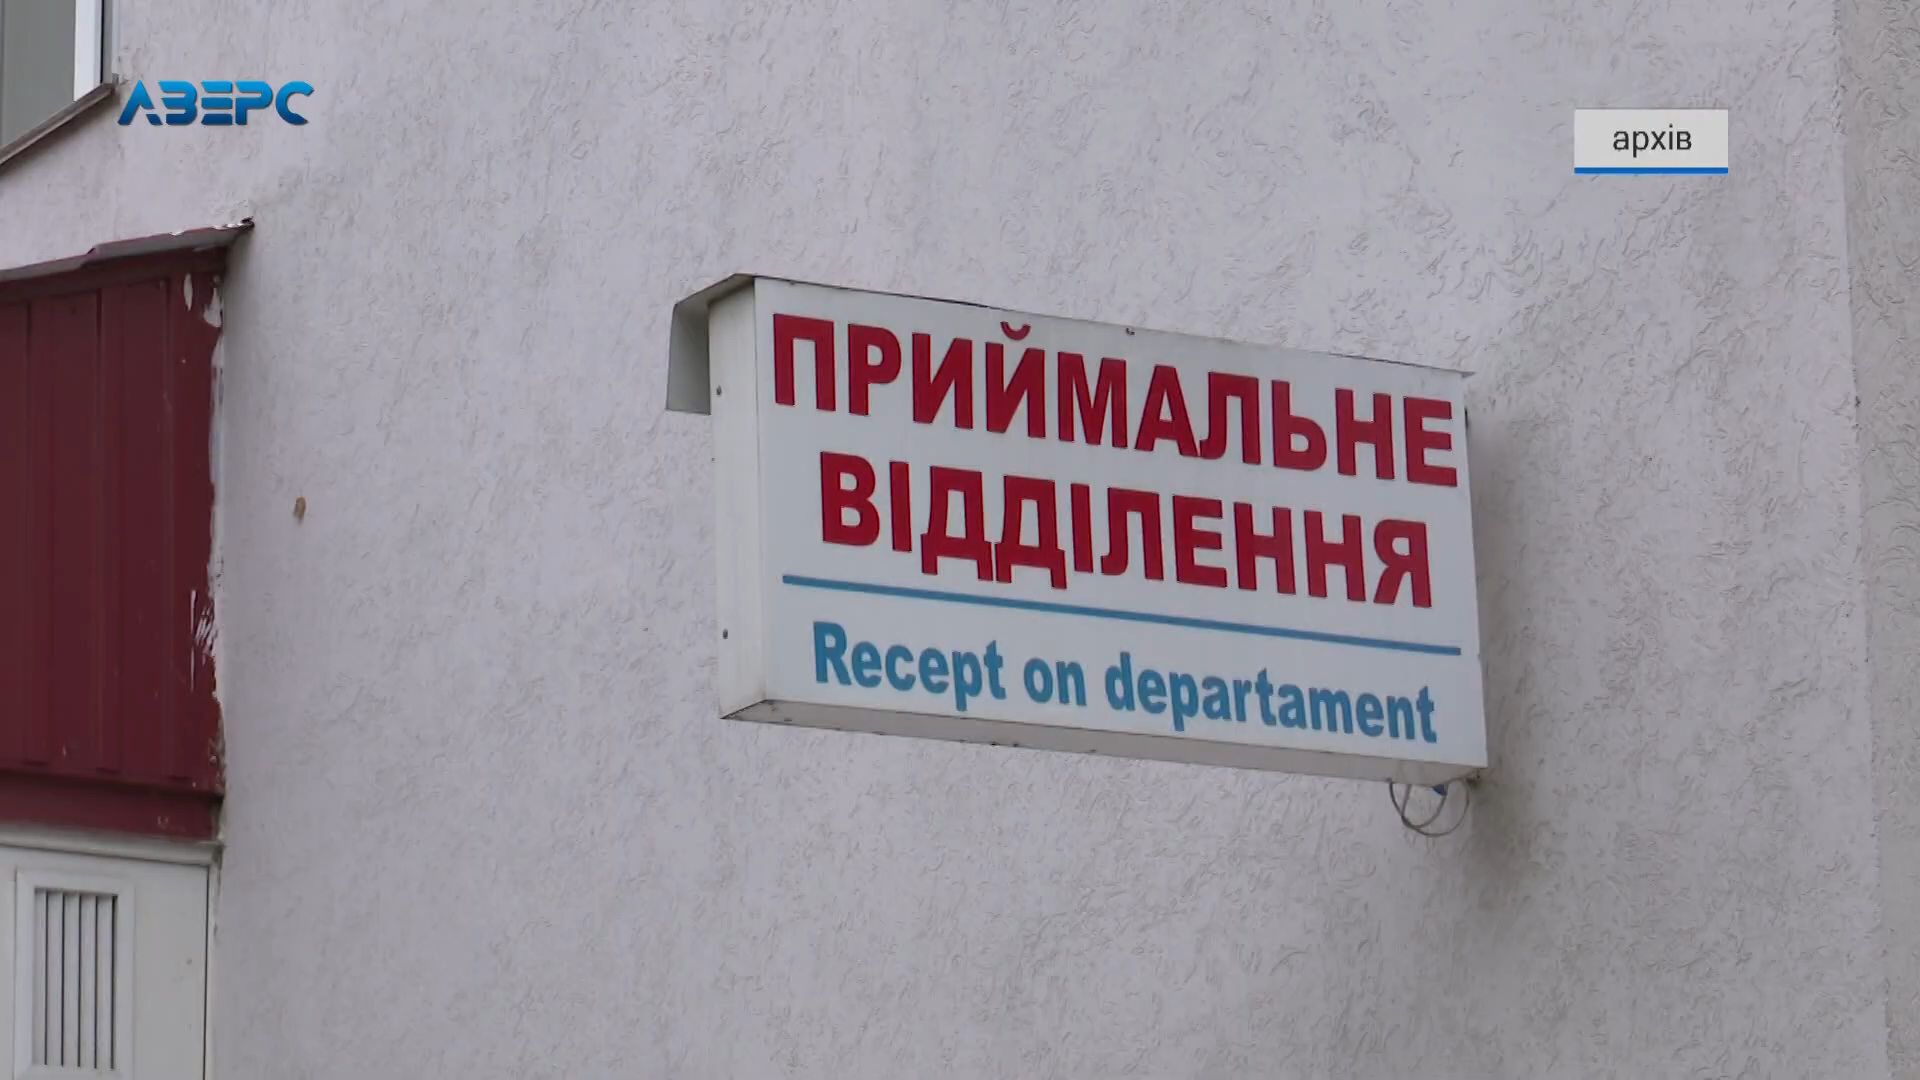 АВЕРС
архів
ПРИЙМАЛЬНЕ
ВІДДІЛЕННЯ
Recept on departament